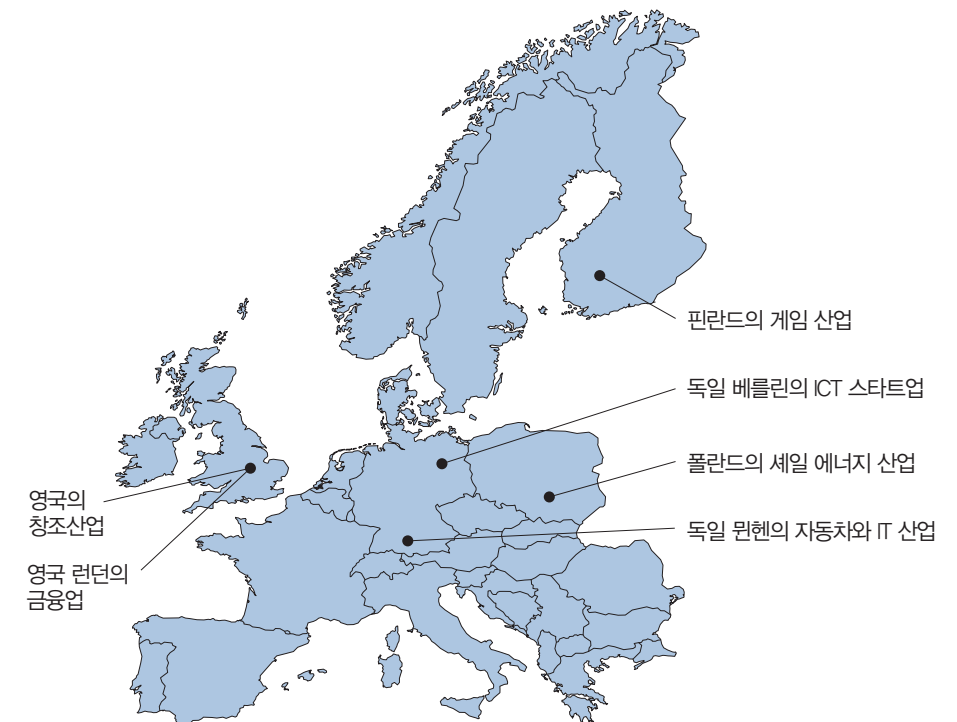 핀란드의 게임 산업
독일 베를린의 ICT 스타트업
폴란드의 셰일 에너지 산업
영국의
창조산업
독일 뮌헨의 자동차와 IT 산업
영국 런던의
금융업